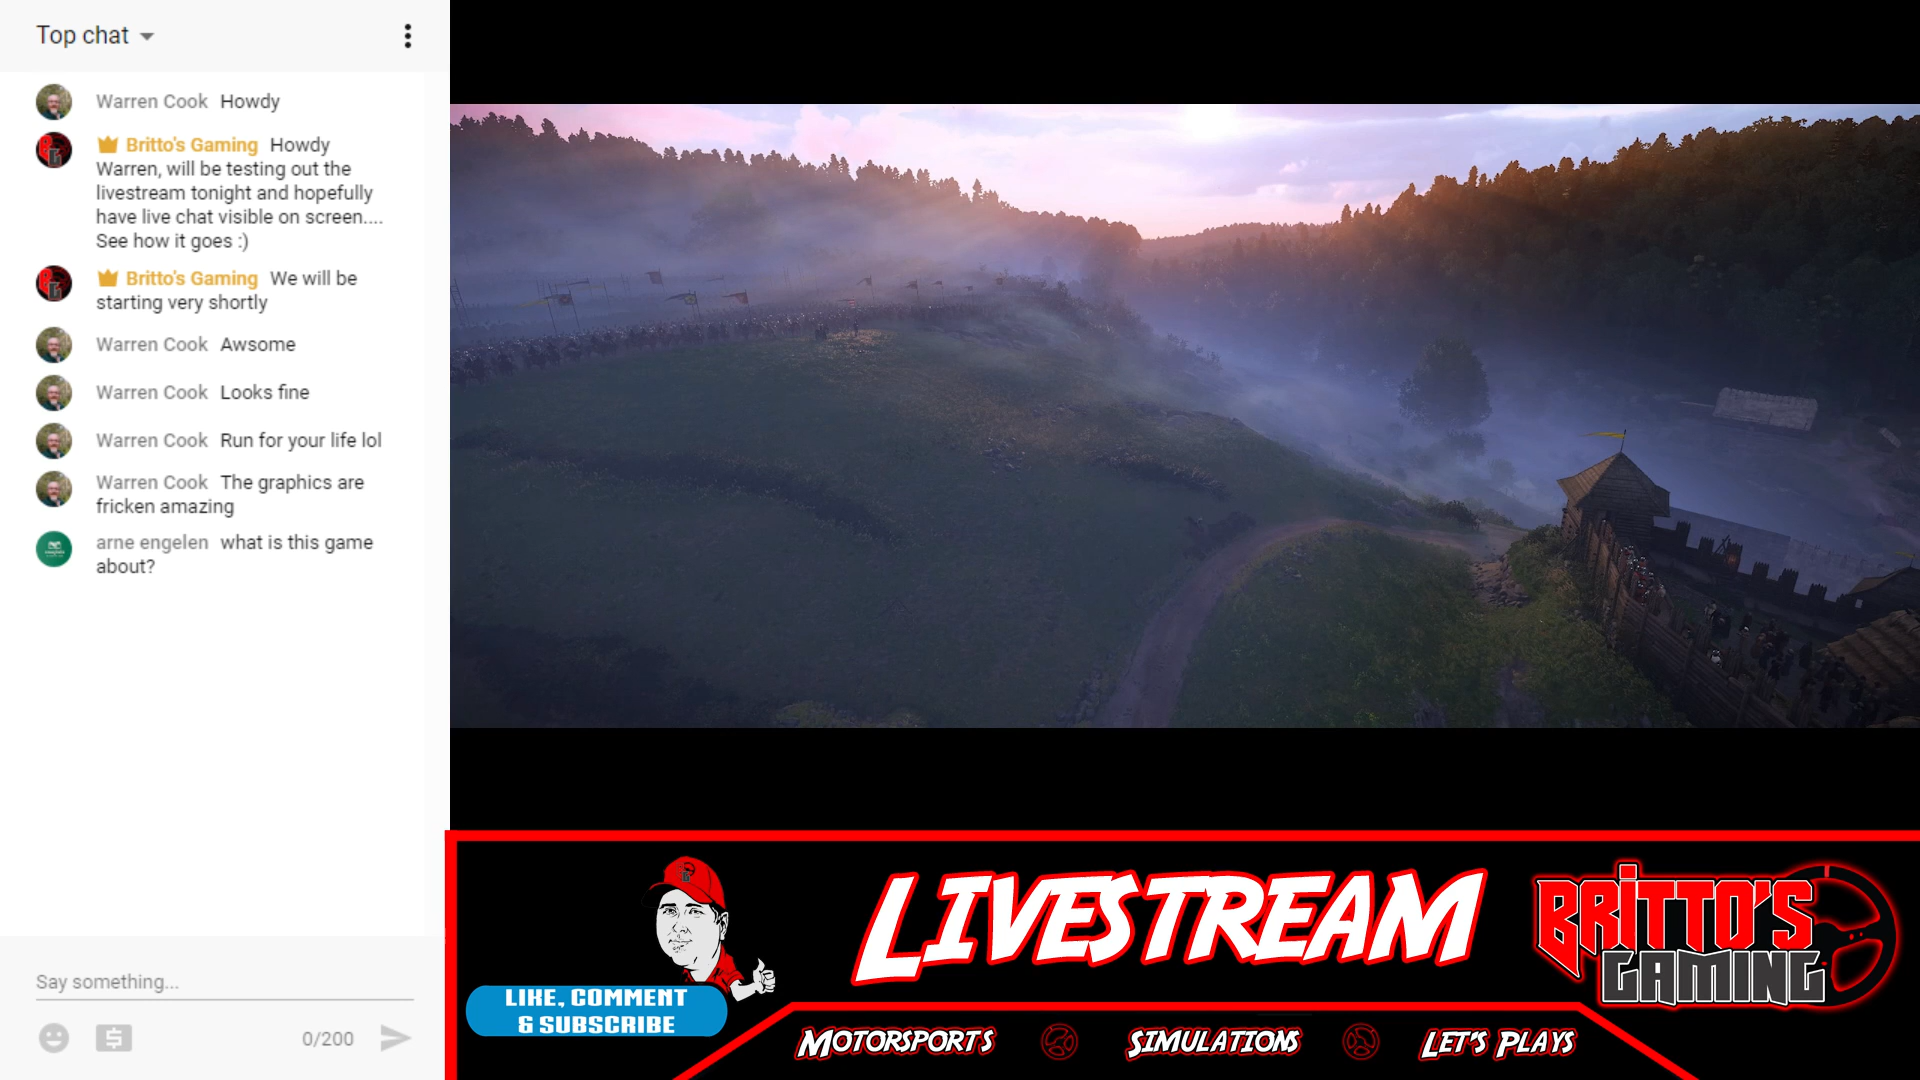 Top chat
Warren Cook Howdy
Britto's Gaming Howdy
Warren, will be testing out the
livestream tonight and hopefully
have live chat visible on screen....
See how it goes :)
Britto's Gaming We will be
starting very shortly
Warren Cook Awsome
Warren Cook Looks fine
Warren Cook Run for your life lol
Warren Cook The graphics are
fricken amazing
arne engelen what is this game
about?
Say something...
0/200
LIKE, COMMENT
& SUBSCRIBE
LIVESTREAM
BRITTO'S
GAMING
MOTORSPORTS
SIMULATIONS
LET'S PLAYS